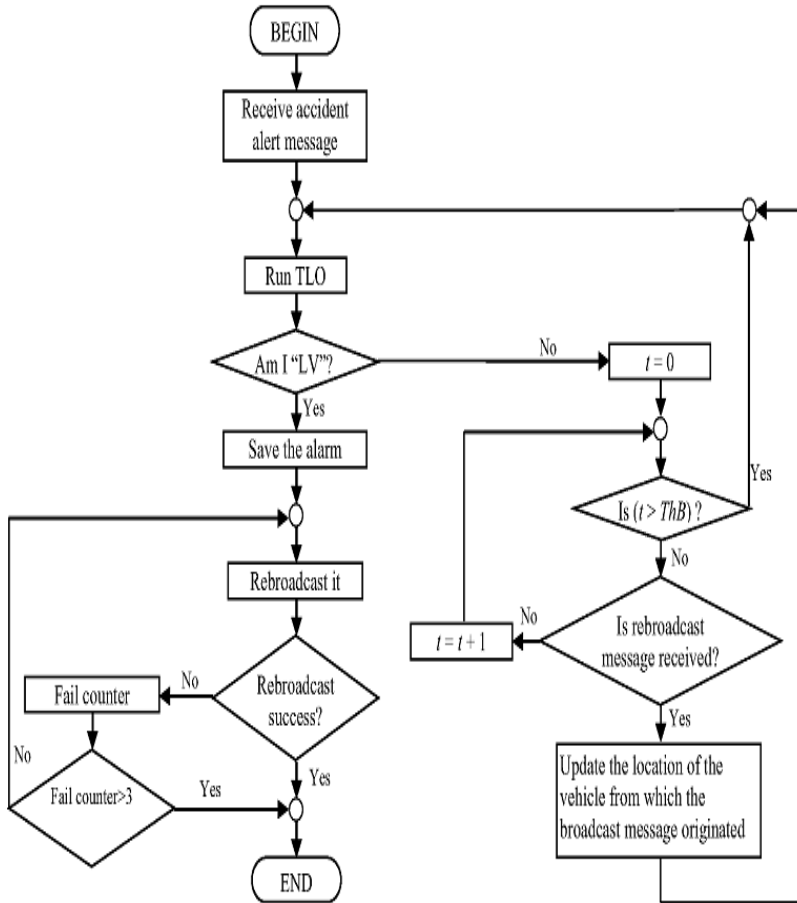 BEGIN
Receive accident
alert message
Run TLO
Am I “LV”?
No
t = 0
Yes
Save the alarm
Yes
Is (t > ThB) ?
No
Rebroadcast it
Is rebroadcast
message received?
No
t = t + 1
Yes
Rebroadcast
success?
No
Fail counter
Yes
No
Fail counter>3
Yes
Update the location of the
vehicle from which the
broadcast message originated
END